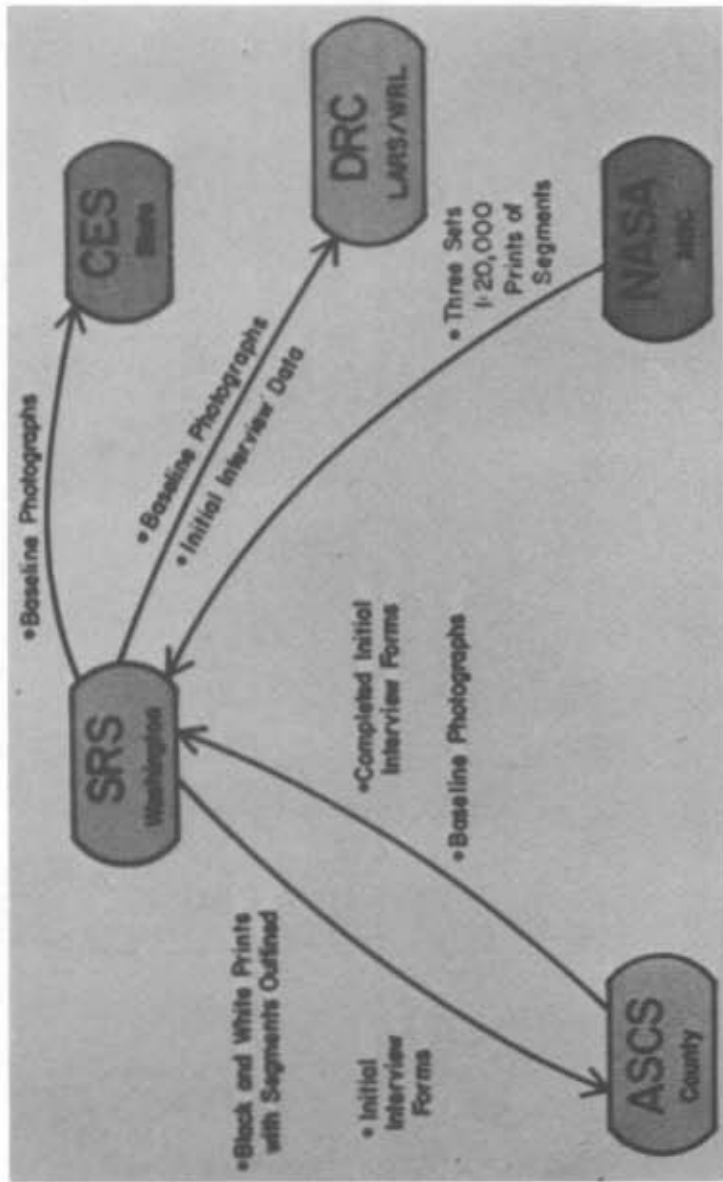 •Baseline Photographs
SRS
Washington
CES
State
•Black and White Prints
with Segments Outlined
•Baseline Photographs
•Initial Interview Data
DRC
LARS/WRL
•Initial
Interview
Forms
•Completed Initial
Interview Forms
•Baseline Photographs
•Three Sets
1:20,000
Prints of
Segments
ASCS
County
NASA